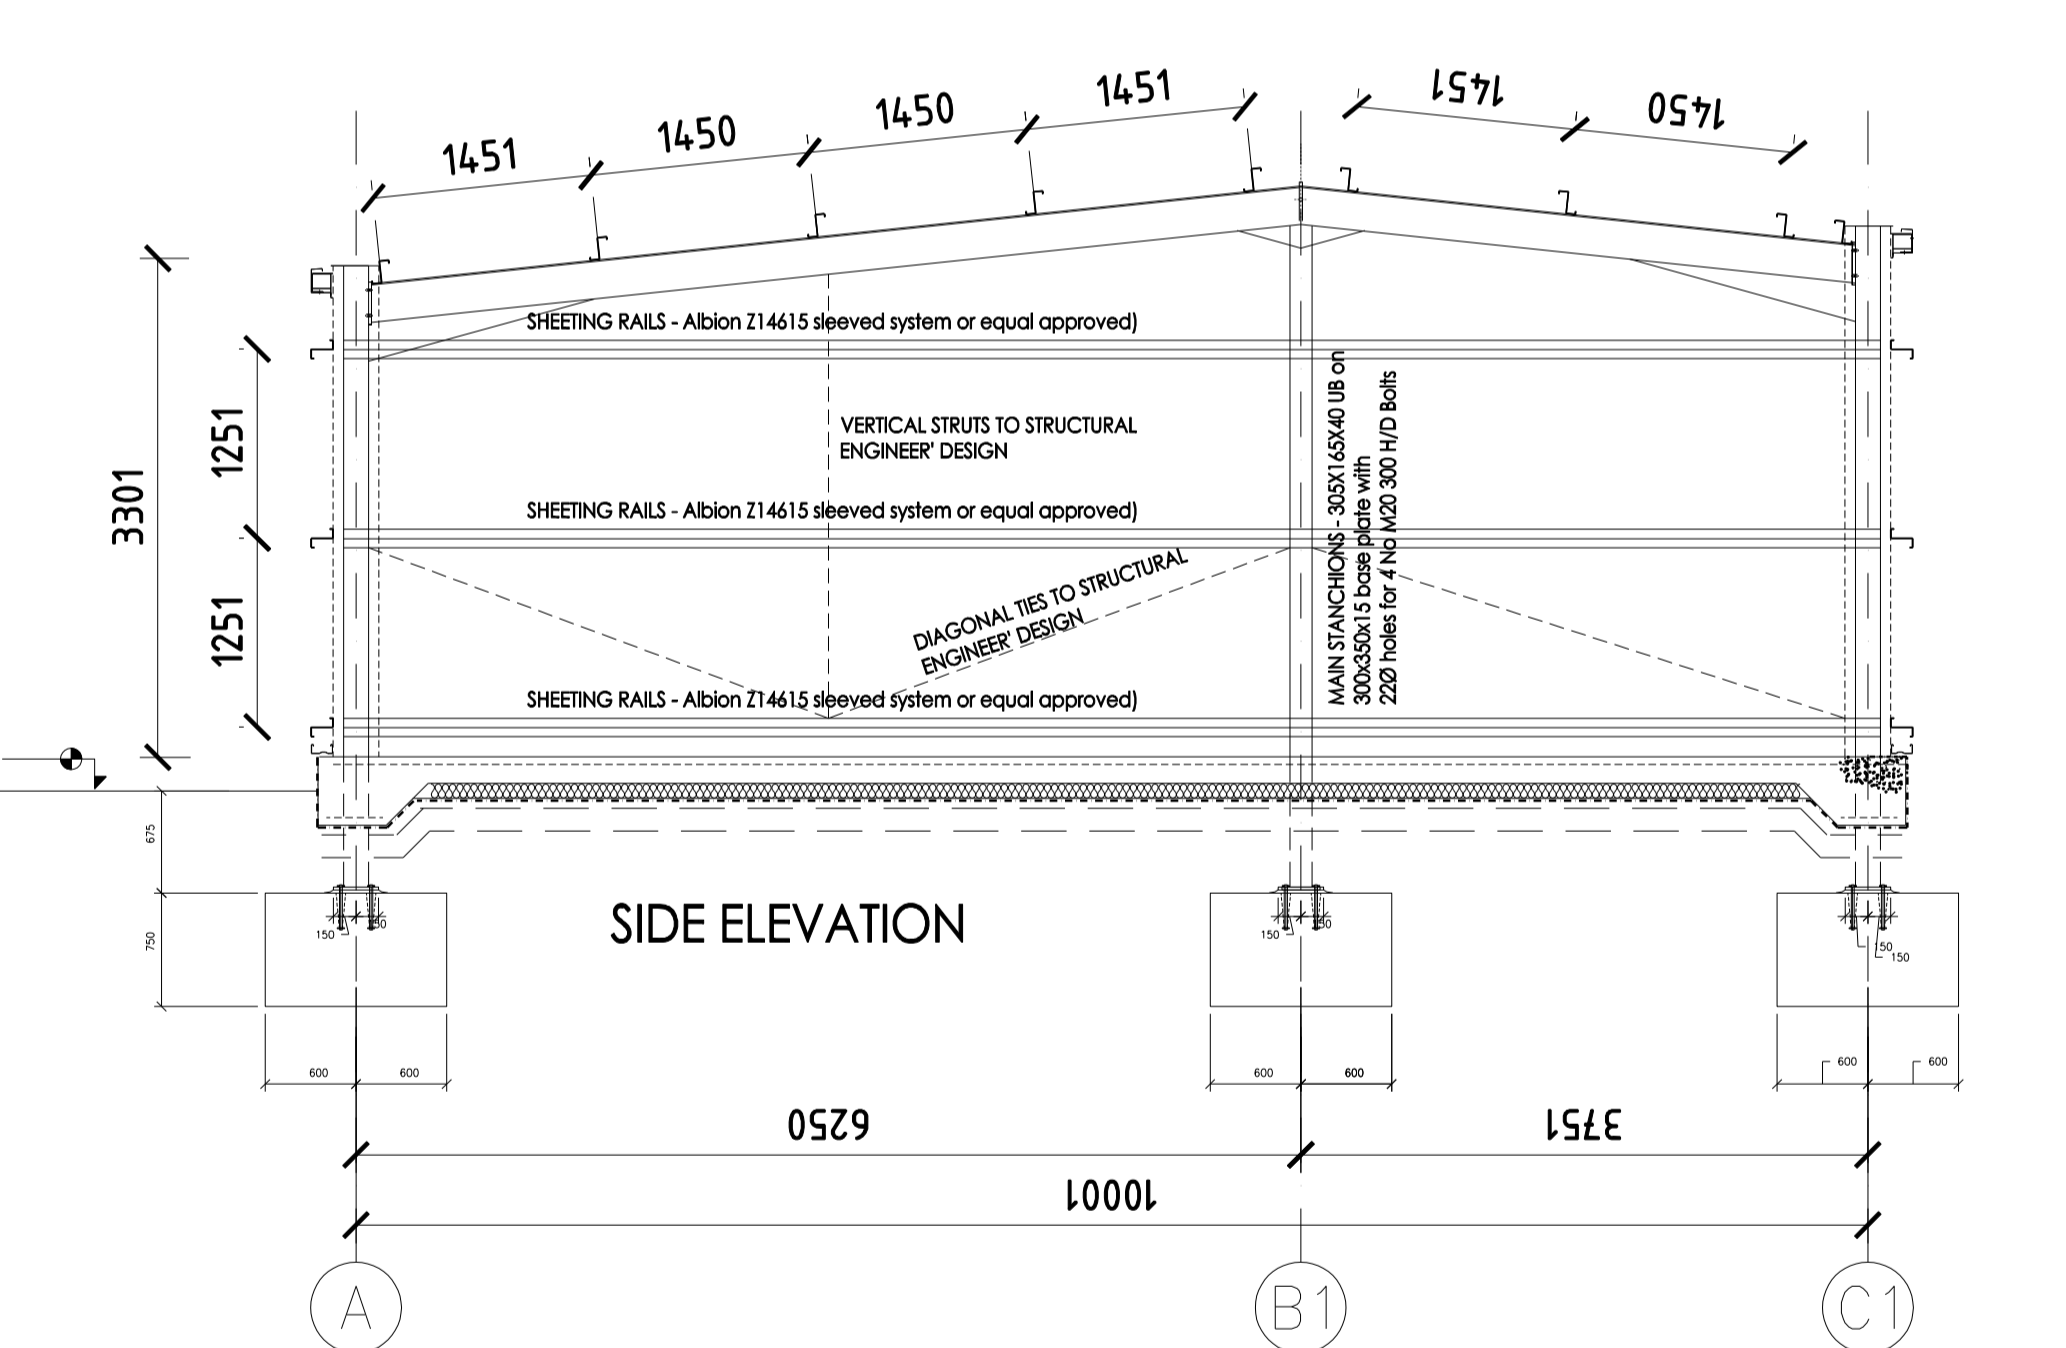 1451
1450
1450
1451
1451
1450
SHEETING RAILS - Albion Z14615 sleeved system or equal approved)
3301
1251
1251
VERTICAL STRUTS TO STRUCTURAL
ENGINEER' DESIGN
MAIN STANCHIONS - 305X165X40 UB on
300x350x15 base plate with
22Ø holes for 4 No M20 300 H/D Bolts
SHEETING RAILS - Albion Z14615 sleeved system or equal approved)
DIAGONAL TIES TO STRUCTURAL
ENGINEER' DESIGN
SHEETING RAILS - Albion Z14615 sleeved system or equal approved)
675
750
SIDE ELEVATION
150
150
150
150
600
600
600
600
600
600
6250
3751
10001
A
B1
C1